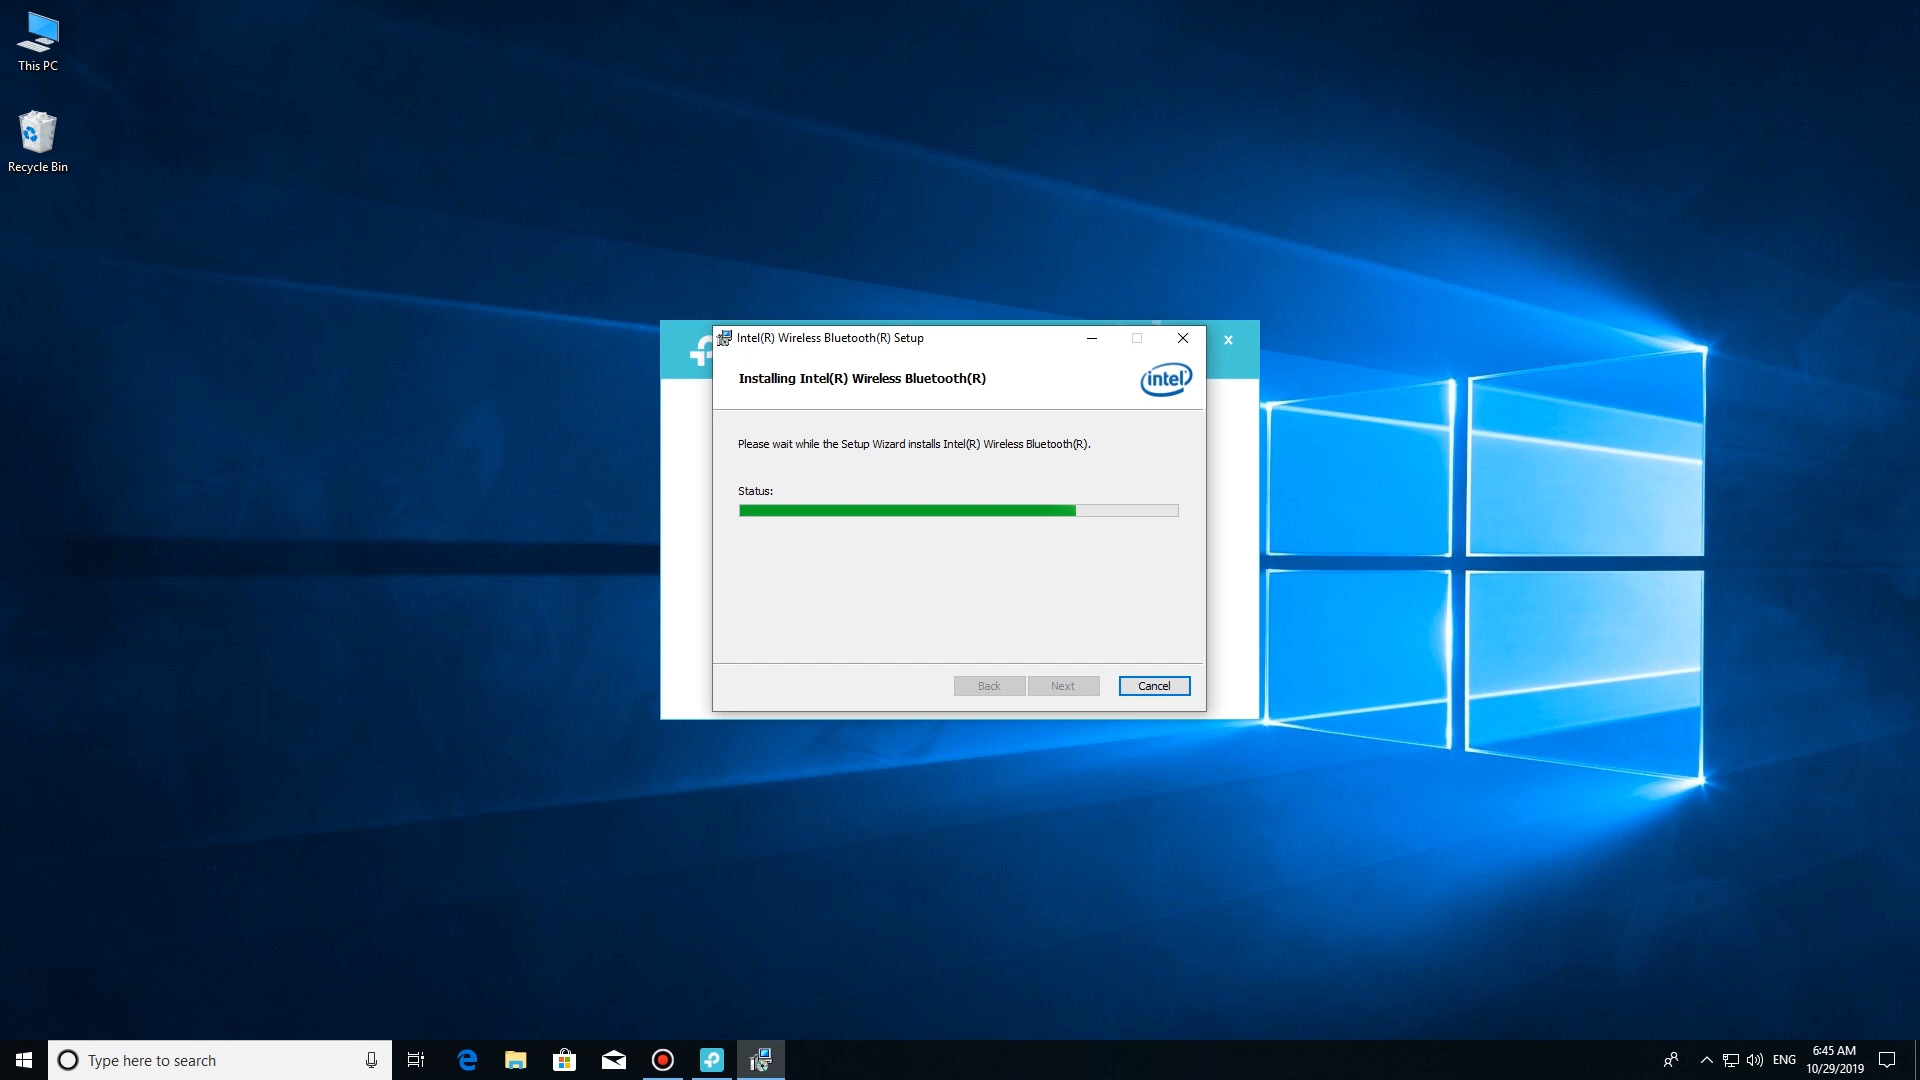 This PC
Recycle Bin
x
Intel(R) Wireless Bluetooth(R) Setup
Installing Intel(R) Wireless Bluetooth(R)
intel
Please wait while the Setup Wizard installs Intel(R) Wireless Bluetooth(R).
Status:
Back
Next
Cancel
Type here to search
ENG
6:45 AM
10/29/2019